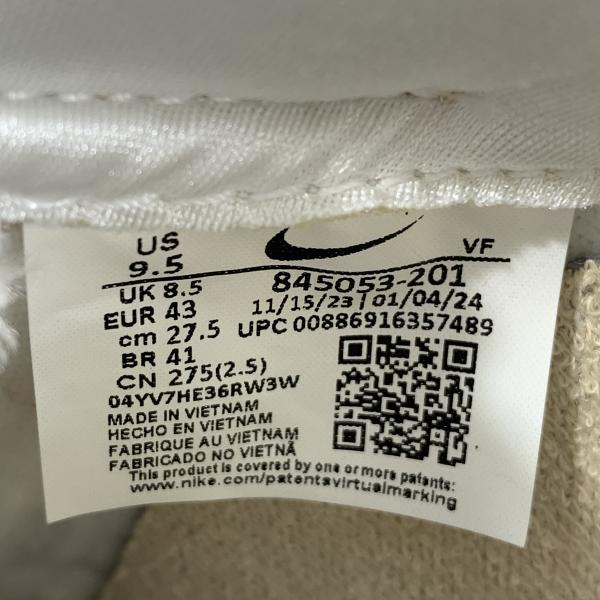 US
9.5
VF
UK 8.5
845053-201
EUR 43
11/15/23 | 01/04/24
cm 27.5
UPC 00886916357489
BR 41
CN 275(2.5)
04YV7HE36RW3W
MADE IN VIETNAM
HECHO EN VIETNAM
FABRIQUE AU VIETNAM
FABRICADO NO VIETNÃ
This product is covered by one or more patents:
www.nike.com/patentsvirtualmarking